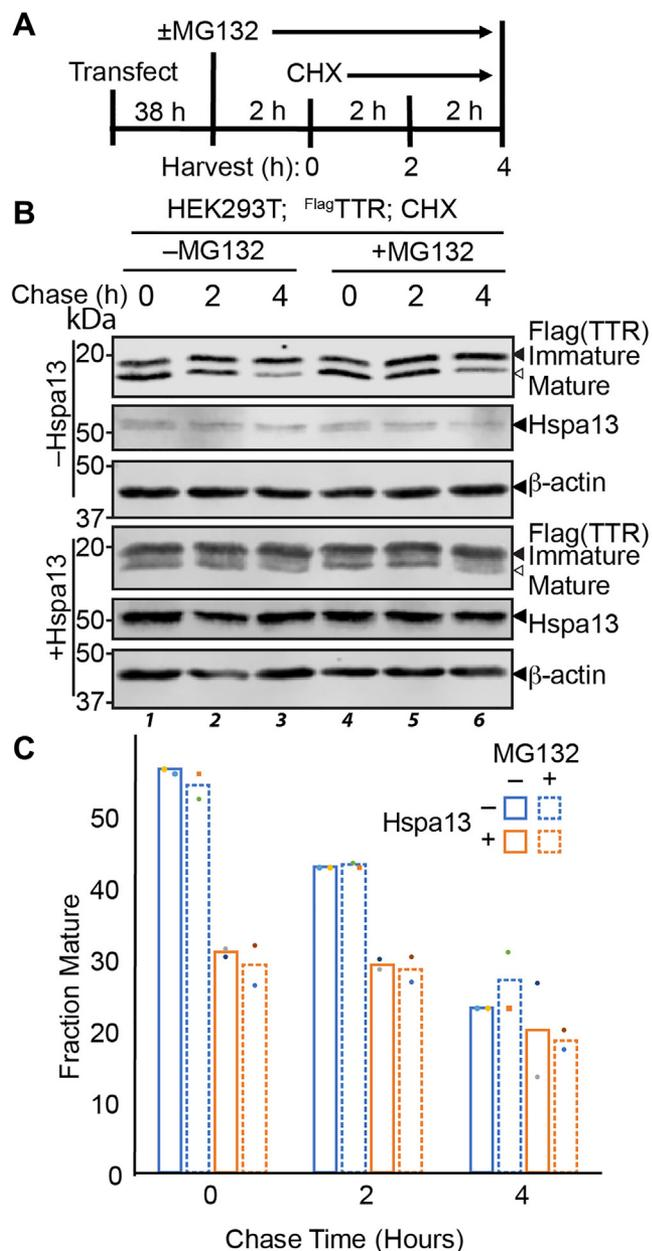 A
±MG132
Transfect CHX
38 h 2 h 2 h 2 h
Harvest (h): 0 2 4
B
HEK293T; FlagTTR; CHX
–MG132 +MG132
Chase (h) 0 2 4 0 2 4
kDa
–Hspa13
20
Flag(TTR)
Immature
Mature
50
Hspa13
50
β-actin
37
+Hspa13
20
Flag(TTR)
Immature
Mature
50
Hspa13
50
β-actin
37
1 2 3 4 5 6
C
MG132
– +
Hspa13
–
+
Fraction Mature
50
40
30
20
10
0
0 2 4
Chase Time (Hours)